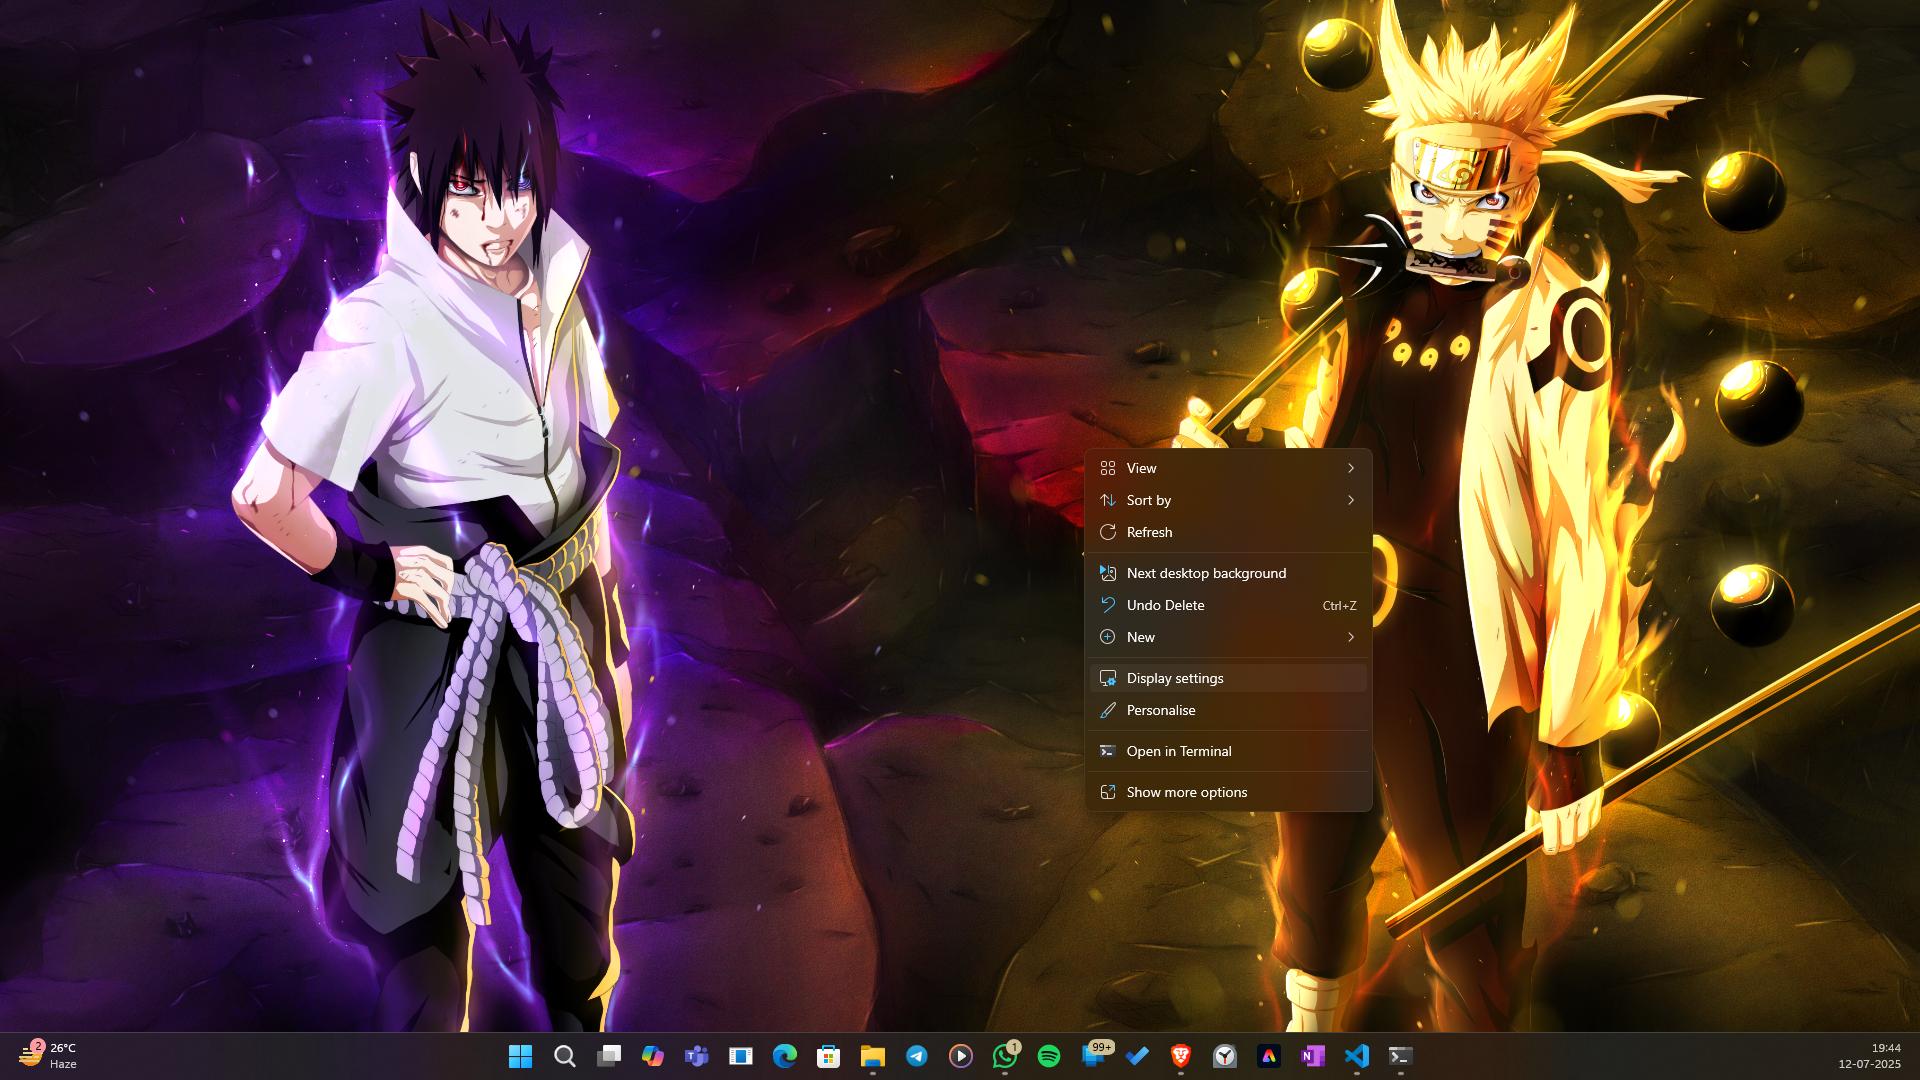 View
Sort by
Refresh
Next desktop background
Undo Delete Ctrl+Z
New
Display settings
Personalise
Open in Terminal
Show more options
2
26°C
Haze
1
99+
19:44
12-07-2025